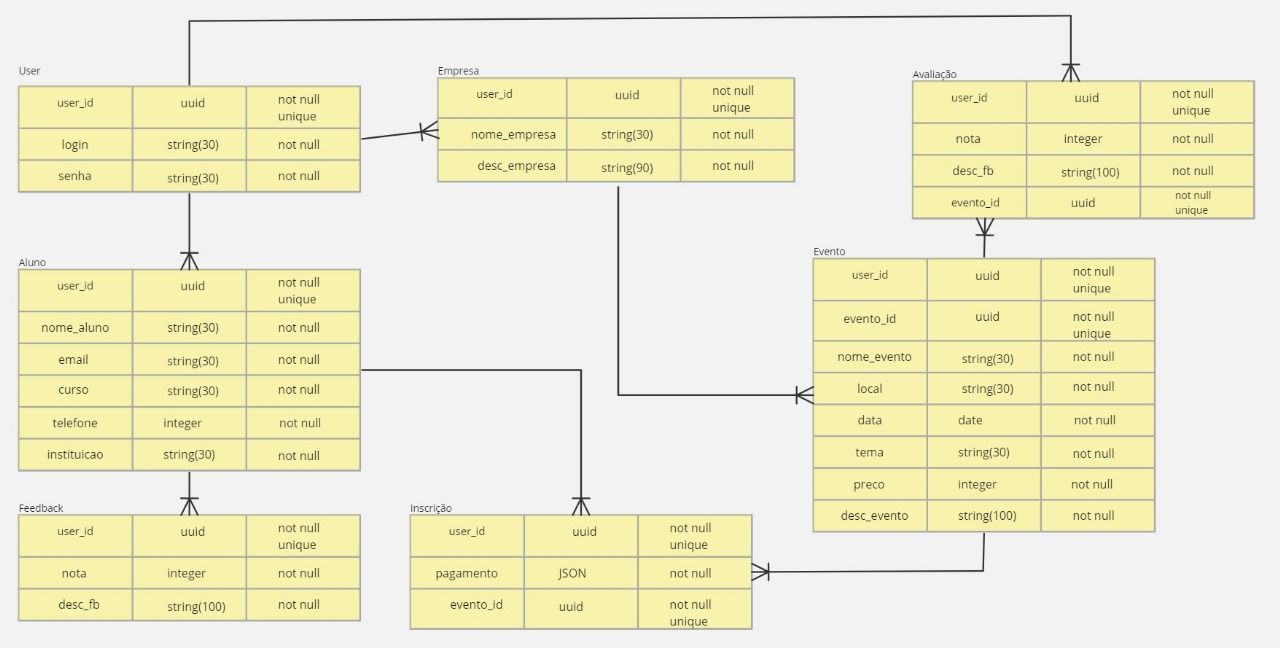 User
user_id uuid not null
unique
login string(30) not null
senha string(30) not null
Empresa
user_id uuid not null
unique
nome_empresa string(30) not null
desc_empresa string(90) not null
Avaliação
user_id uuid not null
unique
nota integer not null
desc_fb string(100) not null
evento_id uuid not null
unique
Aluno
user_id uuid not null
unique
nome_aluno string(30) not null
email string(30) not null
curso string(30) not null
telefone integer not null
instituicao string(30) not null
Evento
user_id uuid not null
unique
evento_id uuid not null
unique
nome_evento string(30) not null
local string(30) not null
data date not null
tema string(30) not null
preco integer not null
desc_evento string(100) not null
Feedback
user_id uuid not null
unique
nota integer not null
desc_fb string(100) not null
Inscrição
user_id uuid not null
unique
pagamento JSON not null
evento_id uuid not null
unique